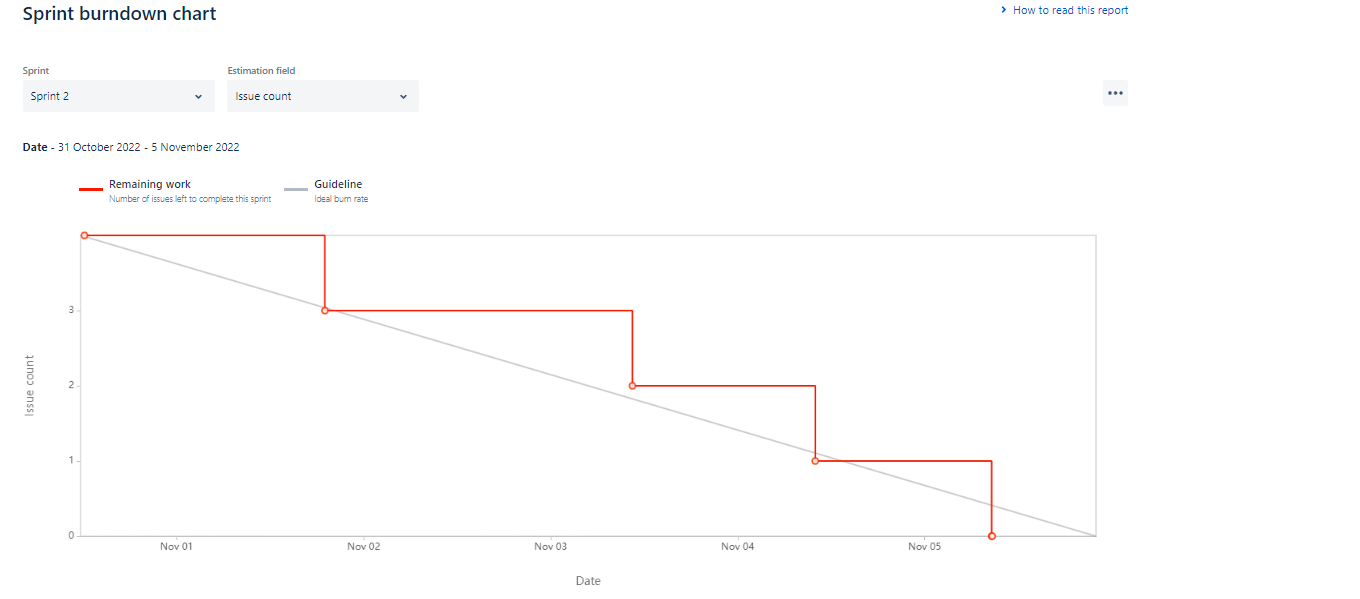 Sprint burndown chart
How to read this report
Sprint
Estimation field
Sprint 2
Issue count
Date - 31 October 2022 - 5 November 2022
Remaining work
Number of issues left to complete this sprint
Guideline
Ideal burn rate
3
2
1
0
Issue count
Nov 01
Nov 02
Nov 03
Nov 04
Nov 05
Date